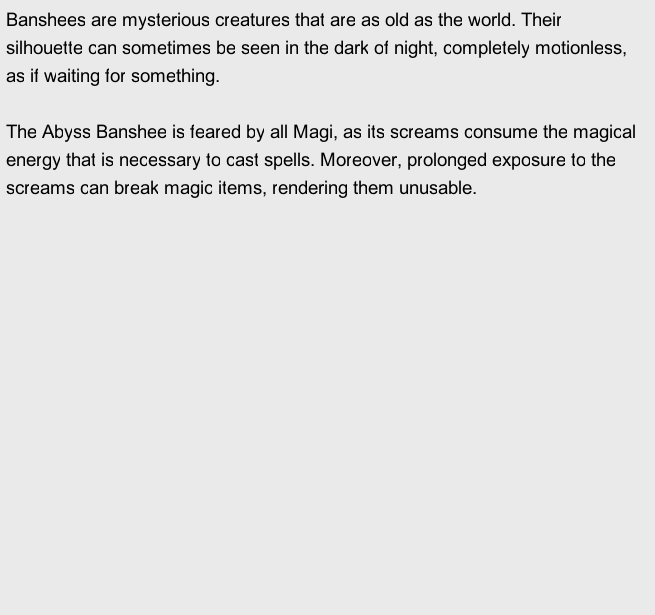 Banshees are mysterious creatures that are as old as the world. Their
silhouette can sometimes be seen in the dark of night, completely motionless,
as if waiting for something.
The Abyss Banshee is feared by all Magi, as its screams consume the magical
energy that is necessary to cast spells. Moreover, prolonged exposure to the
screams can break magic items, rendering them unusable.